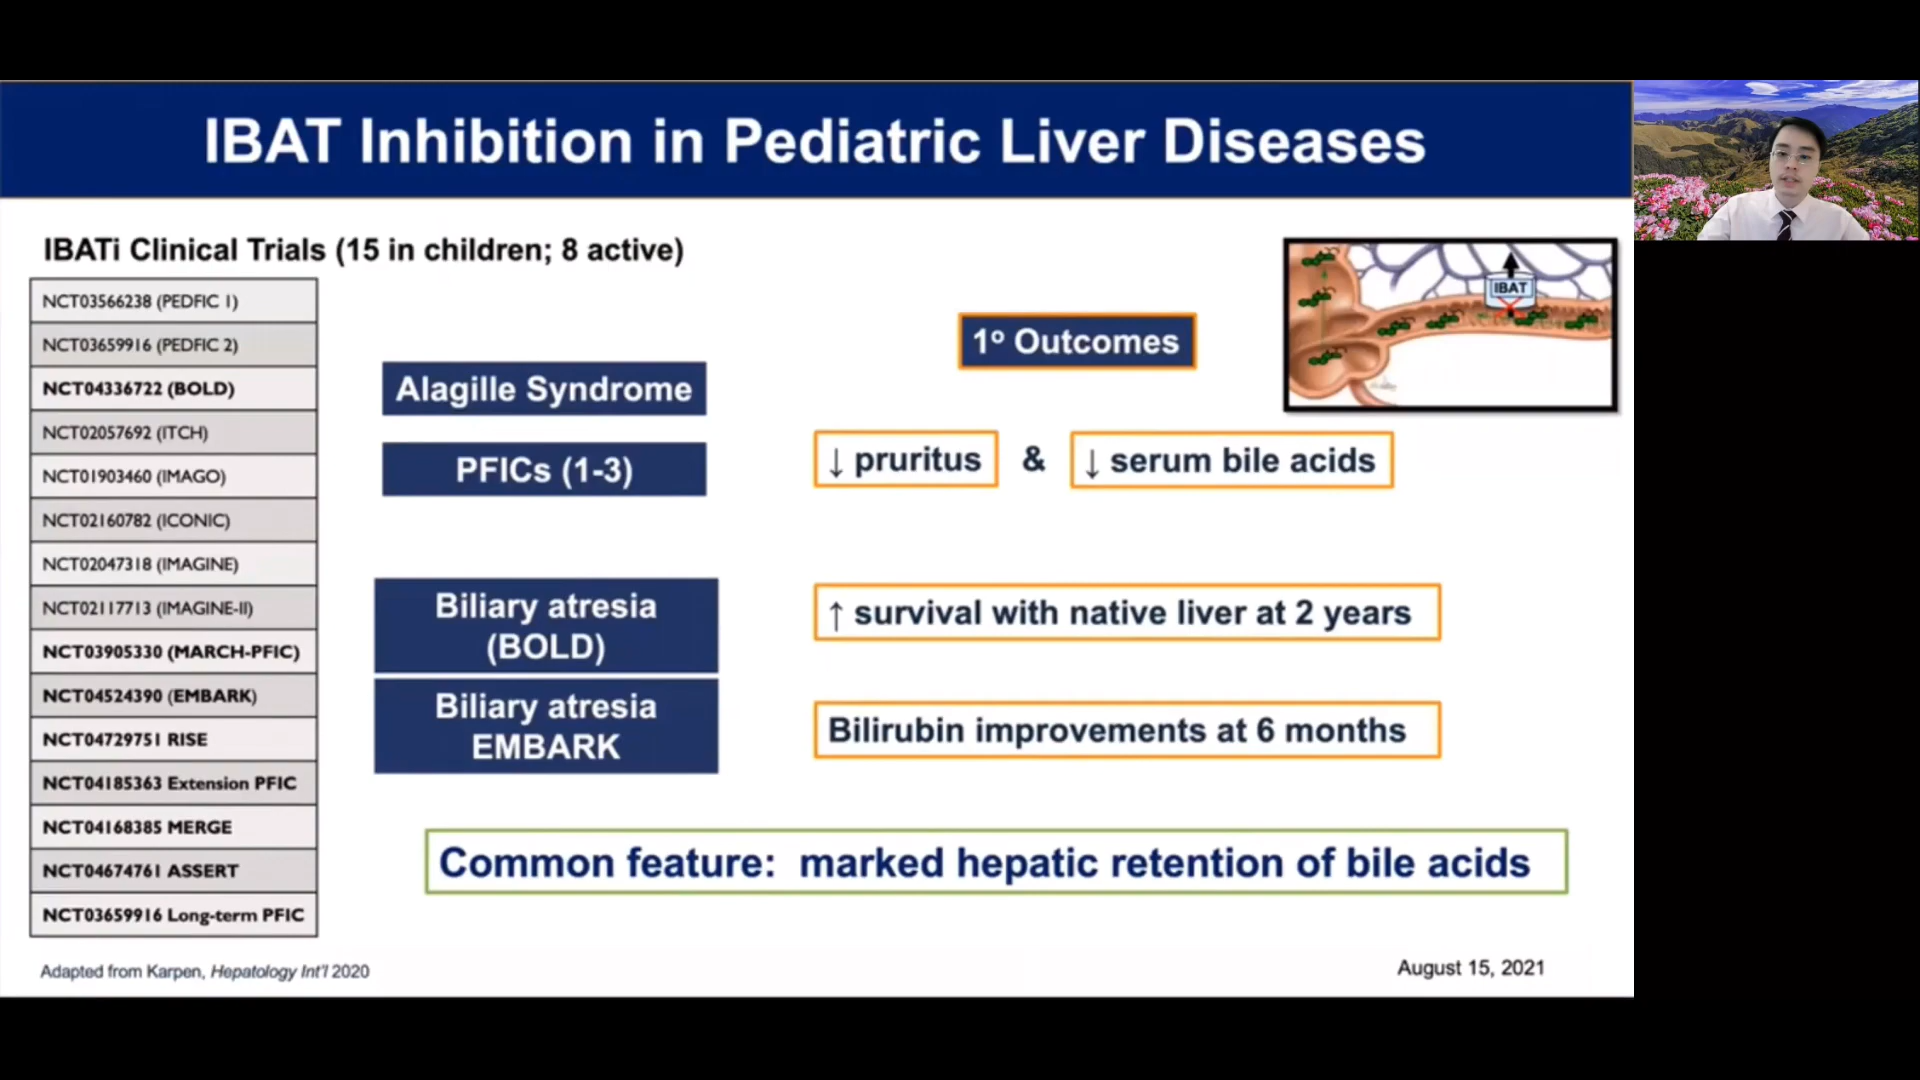 IBAT Inhibition in Pediatric Liver Diseases
IBATi Clinical Trials (15 in children; 8 active)
NCT03566238 (PEDFIC 1)
NCT03659916 (PEDFIC 2)
NCT04336722 (BOLD)
NCT02057692 (ITCH)
NCT01903460 (IMAGO)
NCT02160782 (ICONIC)
NCT02047318 (IMAGINE)
NCT02117713 (IMAGINE-II)
NCT03905330 (MARCH-PFIC)
NCT04524390 (EMBARK)
NCT04729751 RISE
NCT04185363 Extension PFIC
NCT04168385 MERGE
NCT04674761 ASSERT
NCT03659916 Long-term PFIC
IBAT
1º Outcomes
Alagille Syndrome
PFICs (1-3)
↓ pruritus & ↓ serum bile acids
Biliary atresia
(BOLD)
↑ survival with native liver at 2 years
Biliary atresia
EMBARK
Bilirubin improvements at 6 months
Common feature: marked hepatic retention of bile acids
Adapted from Karpen, Hepatology Int'l 2020
August 15, 2021